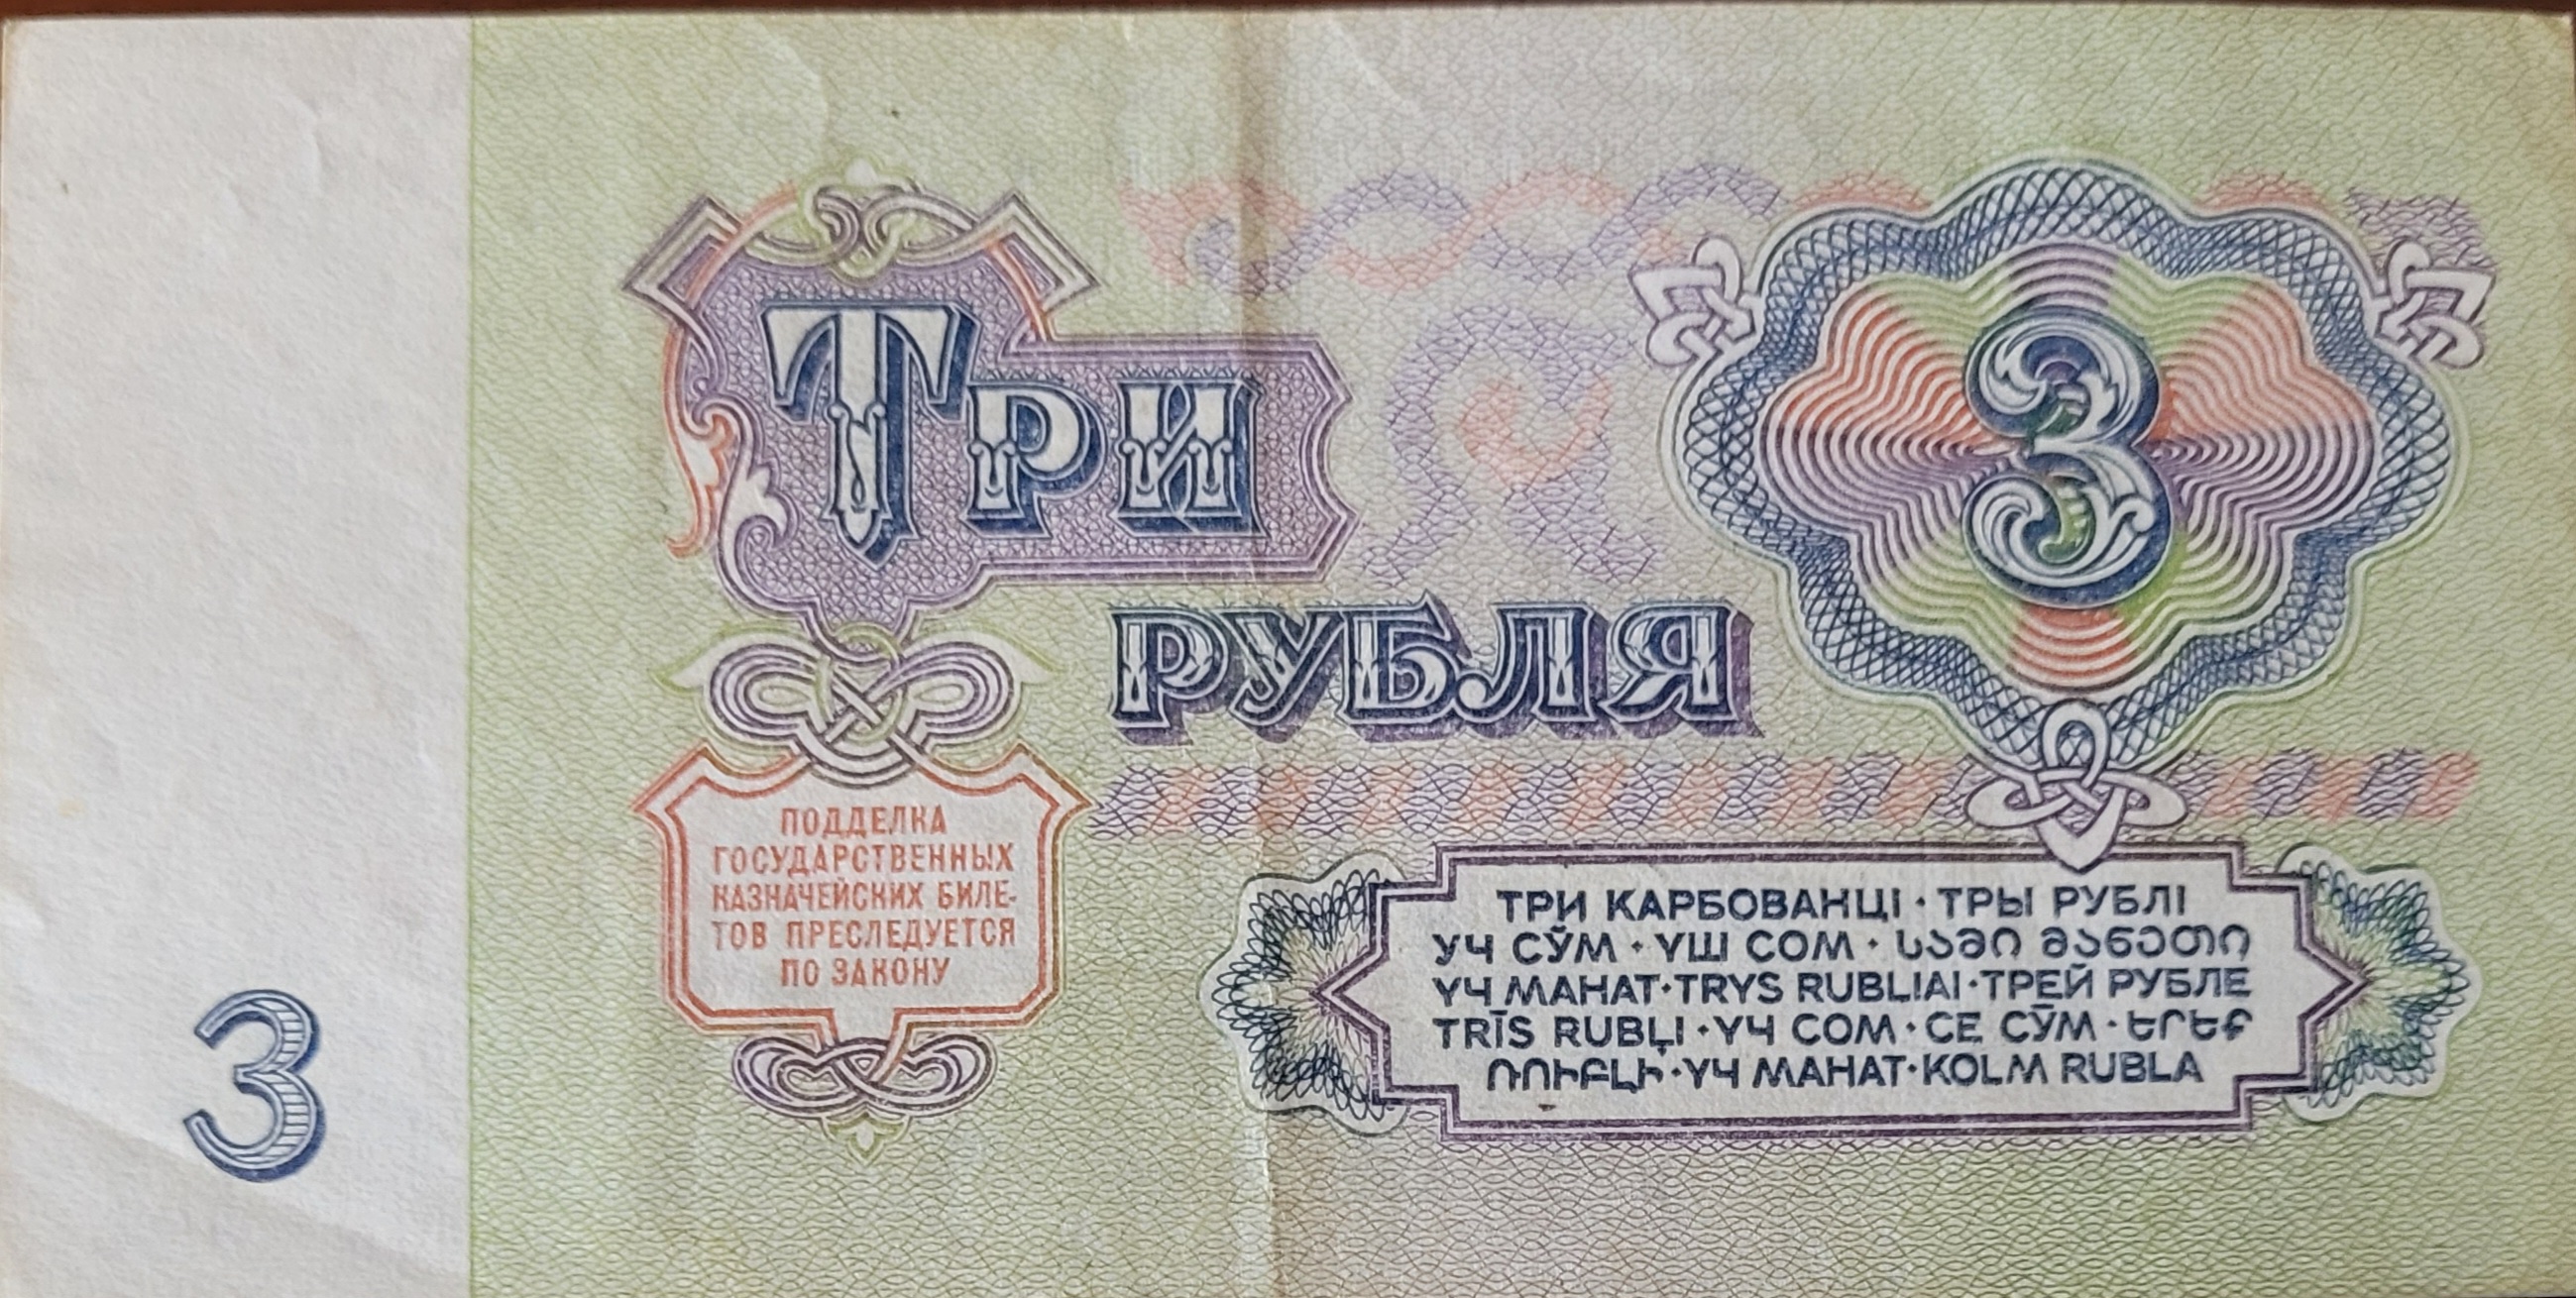 Три
РУБЛЯ
3
ПОДДЕЛКА
ГОСУДАРСТВЕННЫХ
КАЗНАЧЕЙСКИХ БИЛЕ-
ТОВ ПРЕСЛЕДУЕТСЯ
ПО ЗАКОНУ
ТРИ КАРБОВАНЦІ · ТРЫ РУБЛІ
УЧ СЎМ · ҮШ СОМ · ᲡᲐᲛᲘ ᲛᲐᲜᲔᲗᲘ
ҮЧ МАНАТ · TRYS RUBLIAI · ТРЕЙ РУБЛЕ
TRĪS RUBĻI · ҮЧ СОМ · СЕ СӮМ · ԵՐԵՔ
ՌՈՒԲԼԻ · ҮЧ МАНАТ · KOLM RUBLA
3